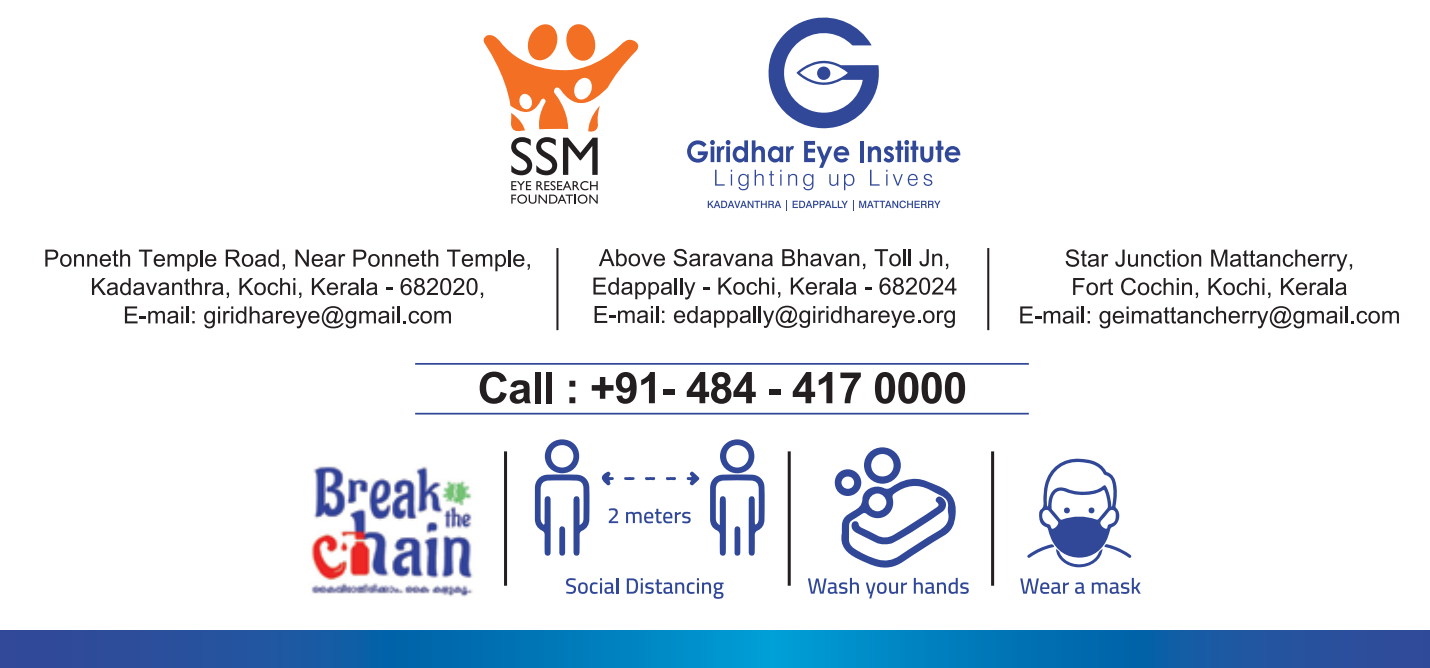 SSM
EYE RESEARCH
FOUNDATION
Giridhar Eye Institute
Lighting up Lives
KADAVANTHRA | EDAPPALLY | MATTANCHERRY
Ponneth Temple Road, Near Ponneth Temple,
Kadavanthra, Kochi, Kerala - 682020,
E-mail: giridhareye@gmail.com
Above Saravana Bhavan, Toll Jn,
Edappally - Kochi, Kerala - 682024
E-mail: edappally@giridhareye.org
Star Junction Mattancherry,
Fort Cochin, Kochi, Kerala
E-mail: geimattancherry@gmail.com
Call : +91- 484 - 417 0000
Break
the
chain
2 meters
Social Distancing
Wash your hands
Wear a mask